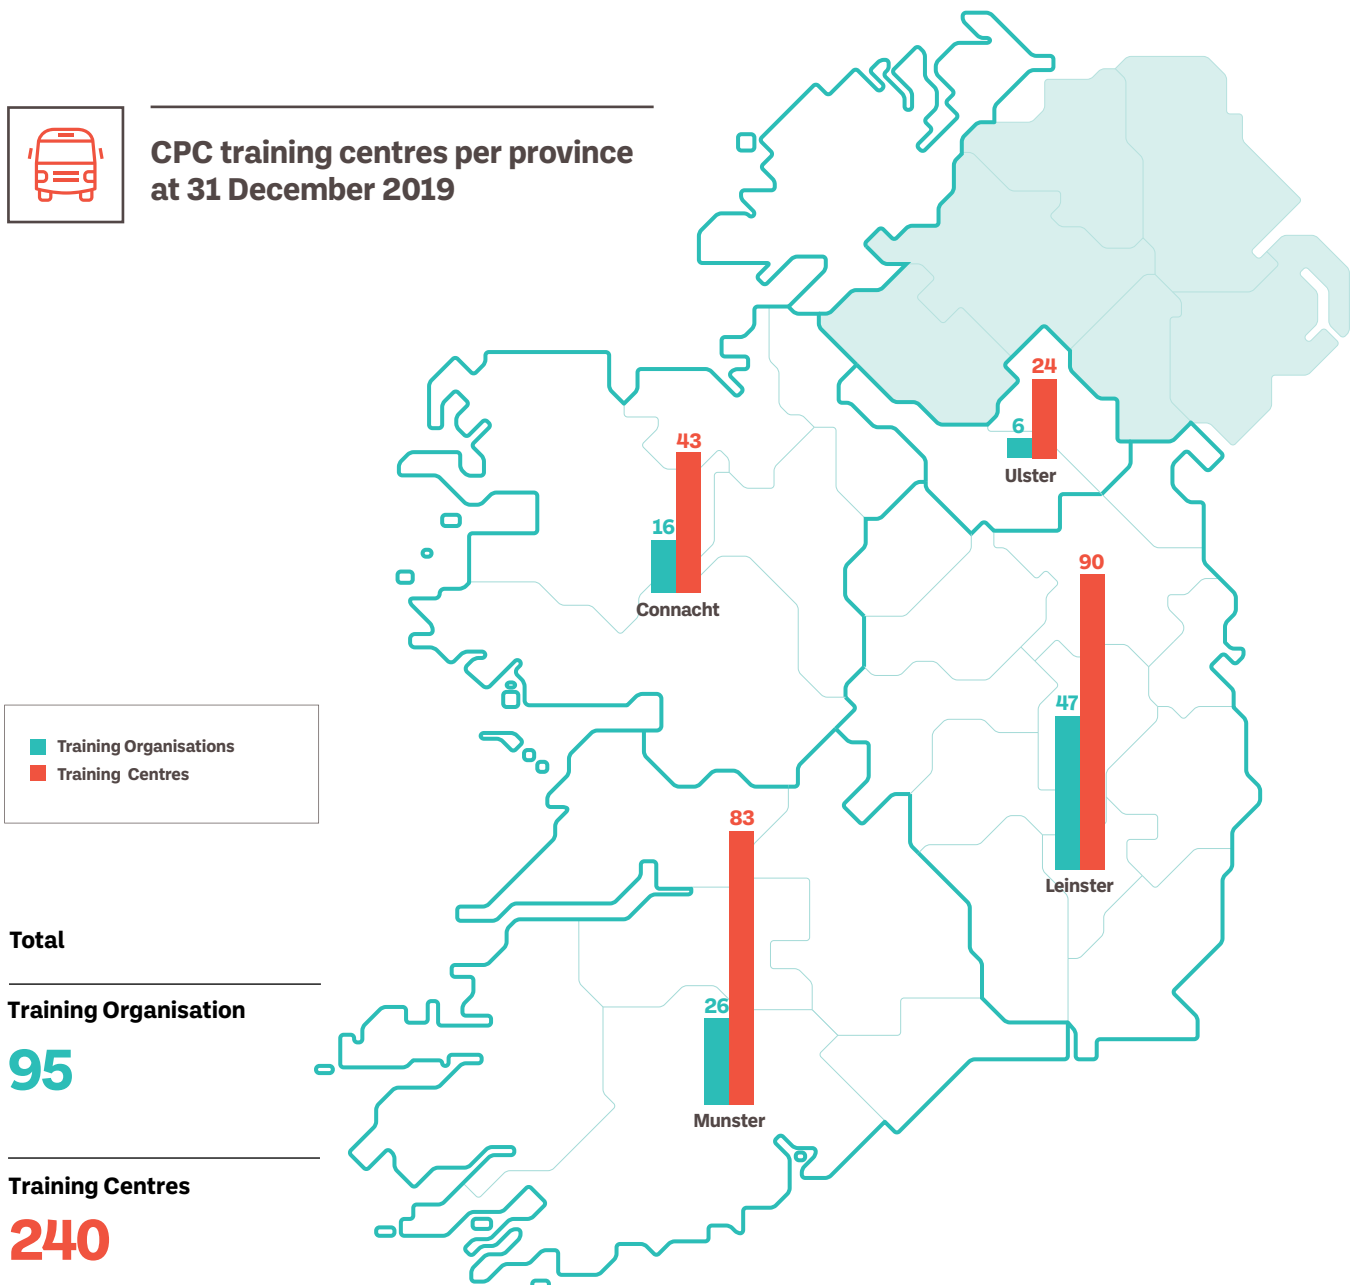 CPC training centres per province
at 31 December 2019
24
6
Ulster
43
16
Connacht
90
47
Leinster
Training Organisations
Training Centres
83
26
Munster
Total
Training Organisation
95
Training Centres
240